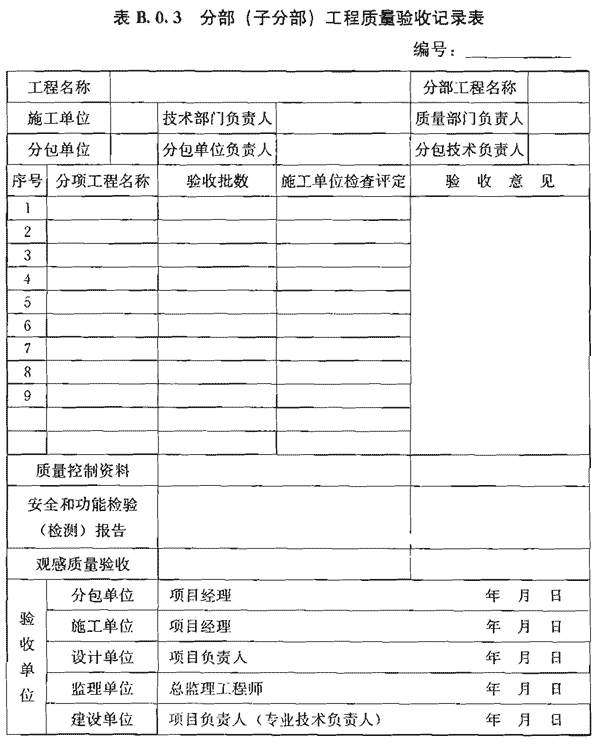 表 B.0.3 分部（子分部）工程质量验收记录表
编号：
工程名称 分部工程名称
施工单位 技术部门负责人 质量部门负责人
分包单位 分包单位负责人 分包技术负责人
序号 分项工程名称 验收批数 施工单位检查评定 验 收 意 见
1
2
3
4
5
6
7
8
9
质量控制资料
安全和功能检验
（检测）报告
观感质量验收
验收单位
分包单位 项目经理 年 月 日
施工单位 项目经理 年 月 日
设计单位 项目负责人 年 月 日
监理单位 总监理工程师 年 月 日
建设单位 项目负责人（专业技术负责人） 年 月 日